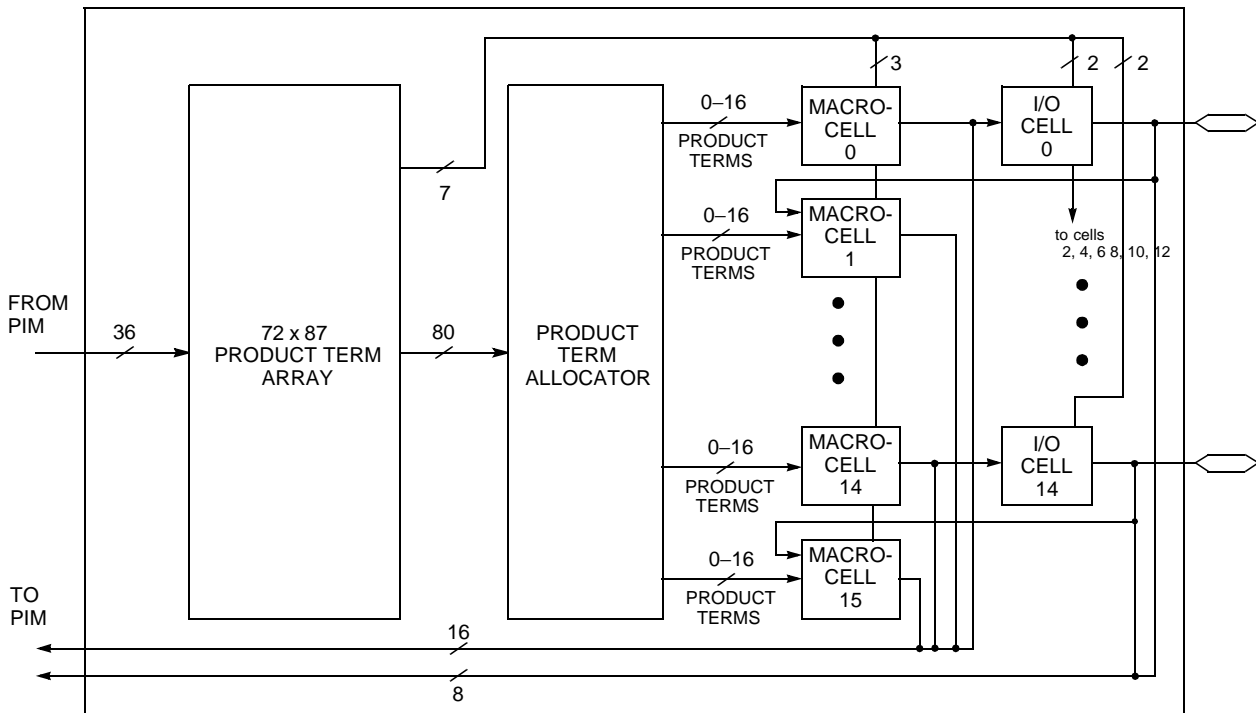 3
2
2
0–16
PRODUCT
TERMS
MACRO-
CELL
0
I/O
CELL
0
7
0–16
PRODUCT
TERMS
MACRO-
CELL
1
to cells
2, 4, 6 8, 10, 12
FROM
PIM
36
72 x 87
PRODUCT TERM
ARRAY
80
PRODUCT
TERM
ALLOCATOR
0–16
PRODUCT
TERMS
MACRO-
CELL
14
I/O
CELL
14
0–16
PRODUCT
TERMS
MACRO-
CELL
15
TO
PIM
16
8